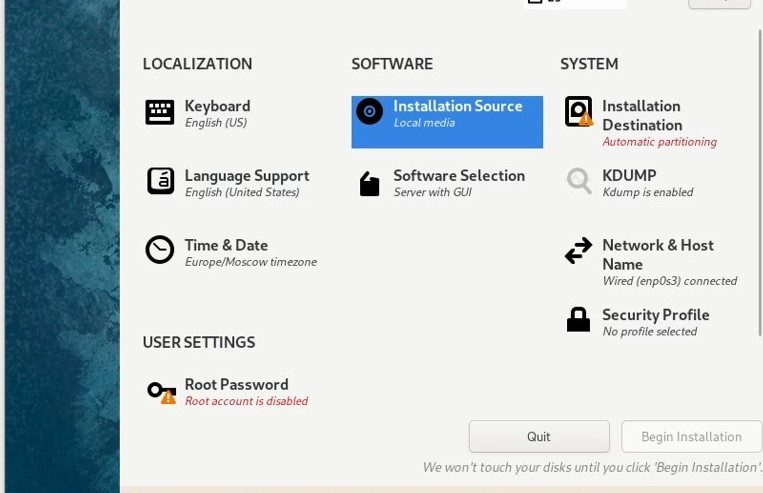 LOCALIZATION
SOFTWARE
SYSTEM
Keyboard
English (US)
Installation Source
Local media
Installation
Destination
Automatic partitioning
Language Support
English (United States)
Software Selection
Server with GUI
KDUMP
Kdump is enabled
Time & Date
Europe/Moscow timezone
Network & Host
Name
Wired (enp0s3) connected
Security Profile
No profile selected
USER SETTINGS
Root Password
Root account is disabled
Quit
Begin Installation
We won't touch your disks until you click 'Begin Installation'.